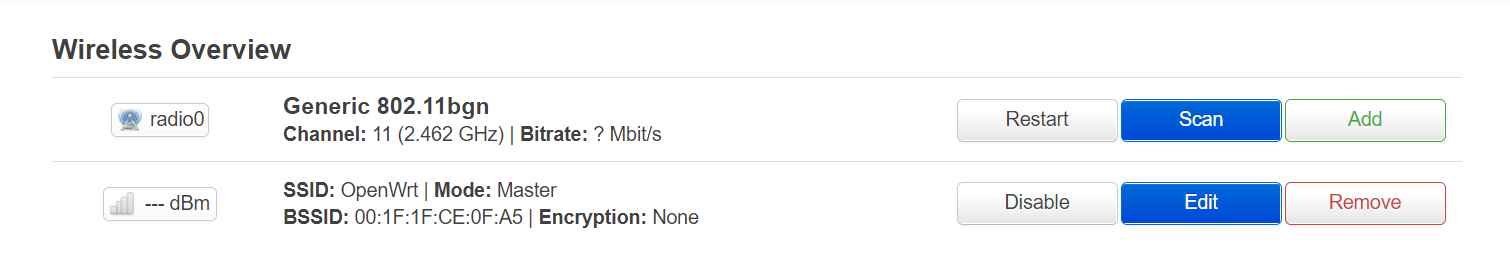 Wireless Overview
radio0
Generic 802.11bgn
Channel: 11 (2.462 GHz) | Bitrate: ? Mbit/s
Restart
Scan
Add
--- dBm
SSID: OpenWrt | Mode: Master
BSSID: 00:1F:1F:CE:0F:A5 | Encryption: None
Disable
Edit
Remove